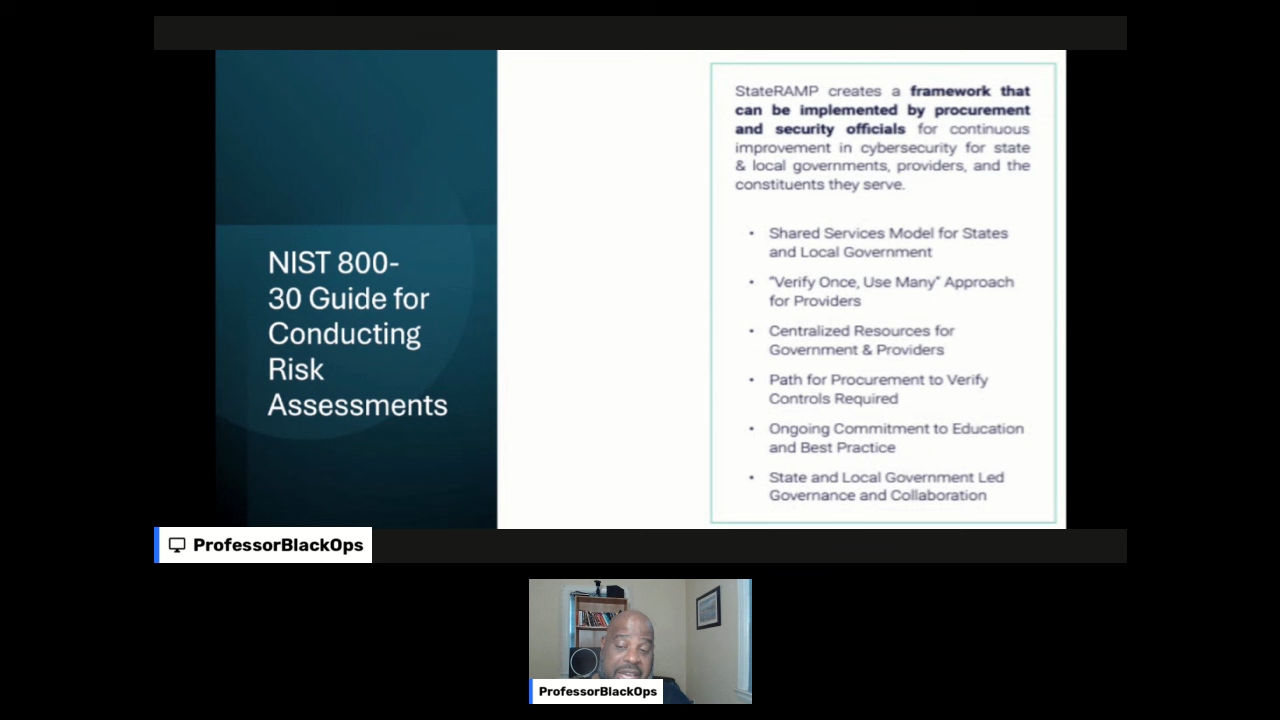 NIST 800-
30 Guide for
Conducting
Risk
Assessments
StateRAMP creates a framework that
can be implemented by procurement
and security officials for continuous
improvement in cybersecurity for state
& local governments, providers, and the
constituents they serve.
• Shared Services Model for States
and Local Government
• "Verify Once, Use Many" Approach
for Providers
• Centralized Resources for
Government & Providers
• Path for Procurement to Verify
Controls Required
• Ongoing Commitment to Education
and Best Practice
• State and Local Government Led
Governance and Collaboration
ProfessorBlackOps
ProfessorBlackOps